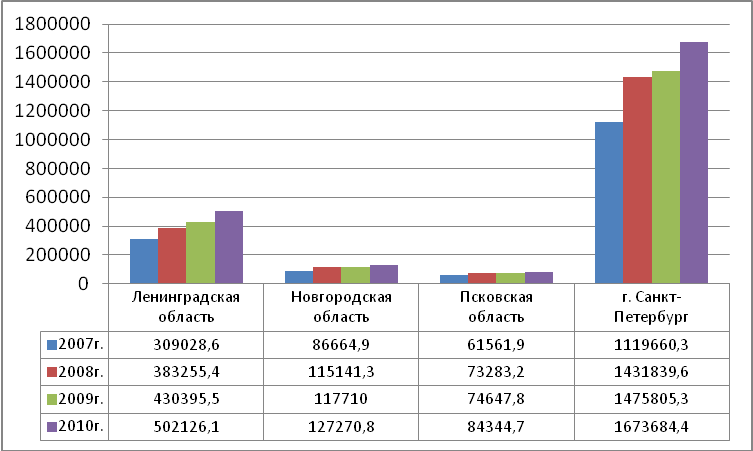 1800000
1600000
1400000
1200000
1000000
800000
600000
400000
200000
0
Ленинградская область
Новгородская область
Псковская область
г. Санкт-Петербург
2007г. 309028,6 86664,9 61561,9 1119660,3
2008г. 383255,4 115141,3 73283,2 1431839,6
2009г. 430395,5 117710 74647,8 1475805,3
2010г. 502126,1 127270,8 84344,7 1673684,4